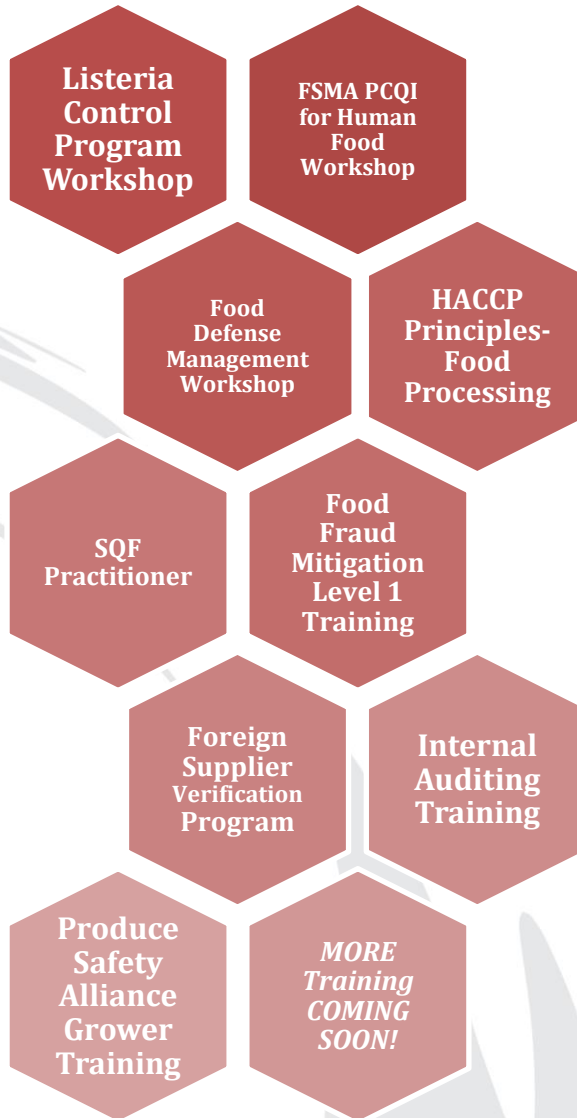 Listeria
Control
Program
Workshop
FSMA PCQI
for Human
Food
Workshop
Food
Defense
Management
Workshop
HACCP
Principles-
Food
Processing
SQF
Practitioner
Food
Fraud
Mitigation
Level 1
Training
Foreign
Supplier
Verification
Program
Internal
Auditing
Training
Produce
Safety
Alliance
Grower
Training
MORE
Training
COMING
SOON!